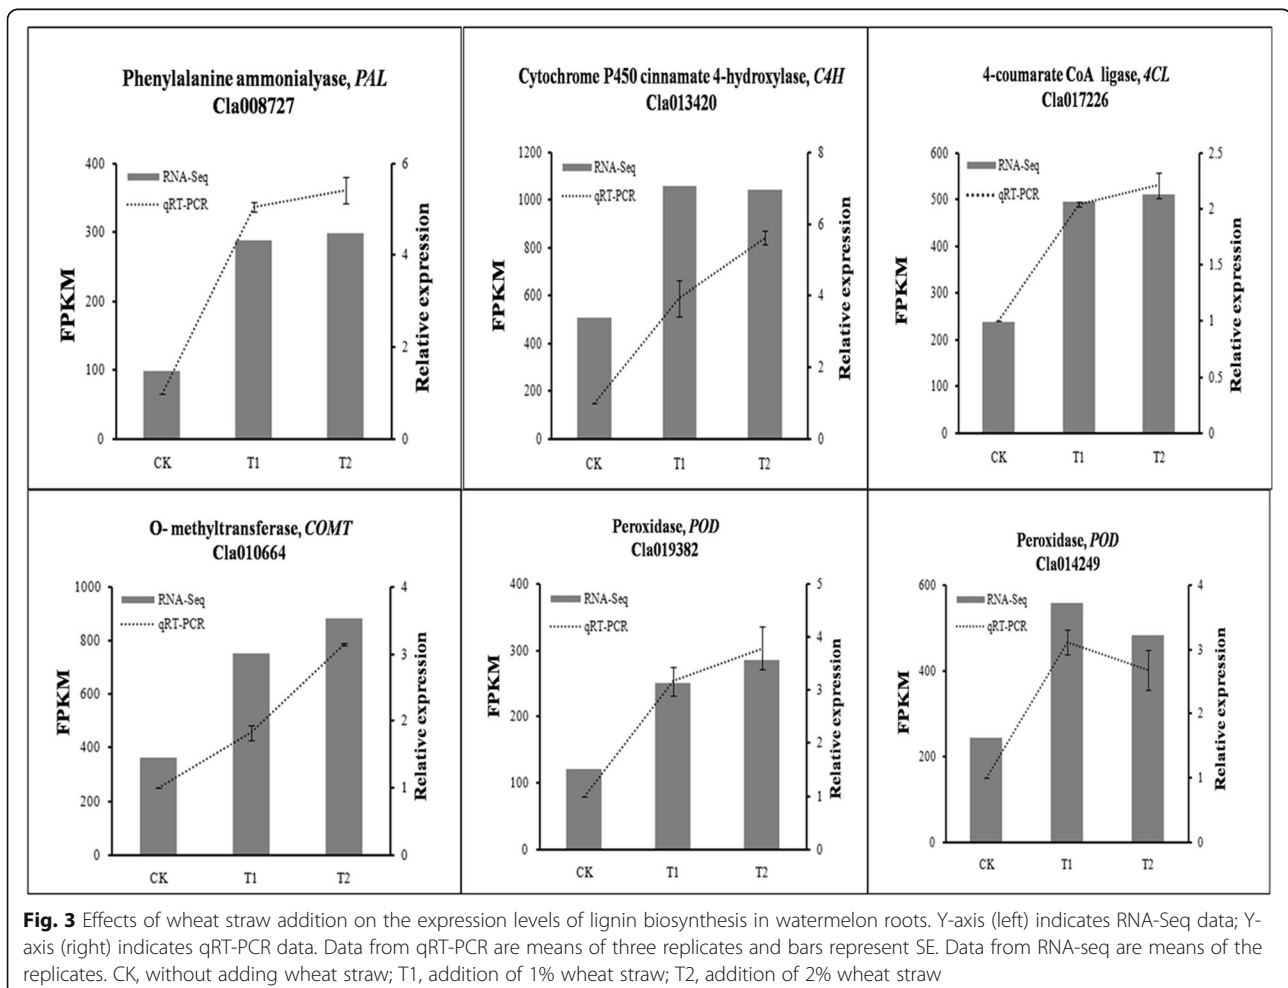 Phenylalanine ammonialyase, PAL
Cla008727
400
300
200
100
0
FPKM
RNA-Seq
qRT-PCR
6
4
2
0
Relative expression
CK T1 T2
Cytochrome P450 cinnamate 4-hydroxylase, C4H
Cla013420
1200
1000
800
600
400
200
0
FPKM
RNA-Seq
qRT-PCR
8
6
4
2
0
Relative expression
CK T1 T2
4-coumarate CoA ligase, 4CL
Cla017226
600
500
400
300
200
100
0
FPKM
RNA-Seq
qRT-PCR
2.5
2
1.5
1
0.5
0
Relative expression
CK T1 T2
O- methyltransferase, COMT
Cla010664
1000
800
600
400
200
0
FPKM
RNA-Seq
qRT-PCR
4
3
2
1
0
Relative expression
CK T1 T2
Peroxidase, POD
Cla019382
400
300
200
100
0
FPKM
RNA-Seq
qRT-PCR
5
4
3
2
1
0
Relative expression
CK T1 T2
Peroxidase, POD
Cla014249
600
400
200
0
FPKM
RNA-Seq
qRT-PCR
4
3
2
1
0
Relative expression
CK T1 T2
Fig. 3 Effects of wheat straw addition on the expression levels of lignin biosynthesis in watermelon roots. Y-axis (left) indicates RNA-Seq data; Y-
axis (right) indicates qRT-PCR data. Data from qRT-PCR are means of three replicates and bars represent SE. Data from RNA-seq are means of the
replicates. CK, without adding wheat straw; T1, addition of 1% wheat straw; T2, addition of 2% wheat straw